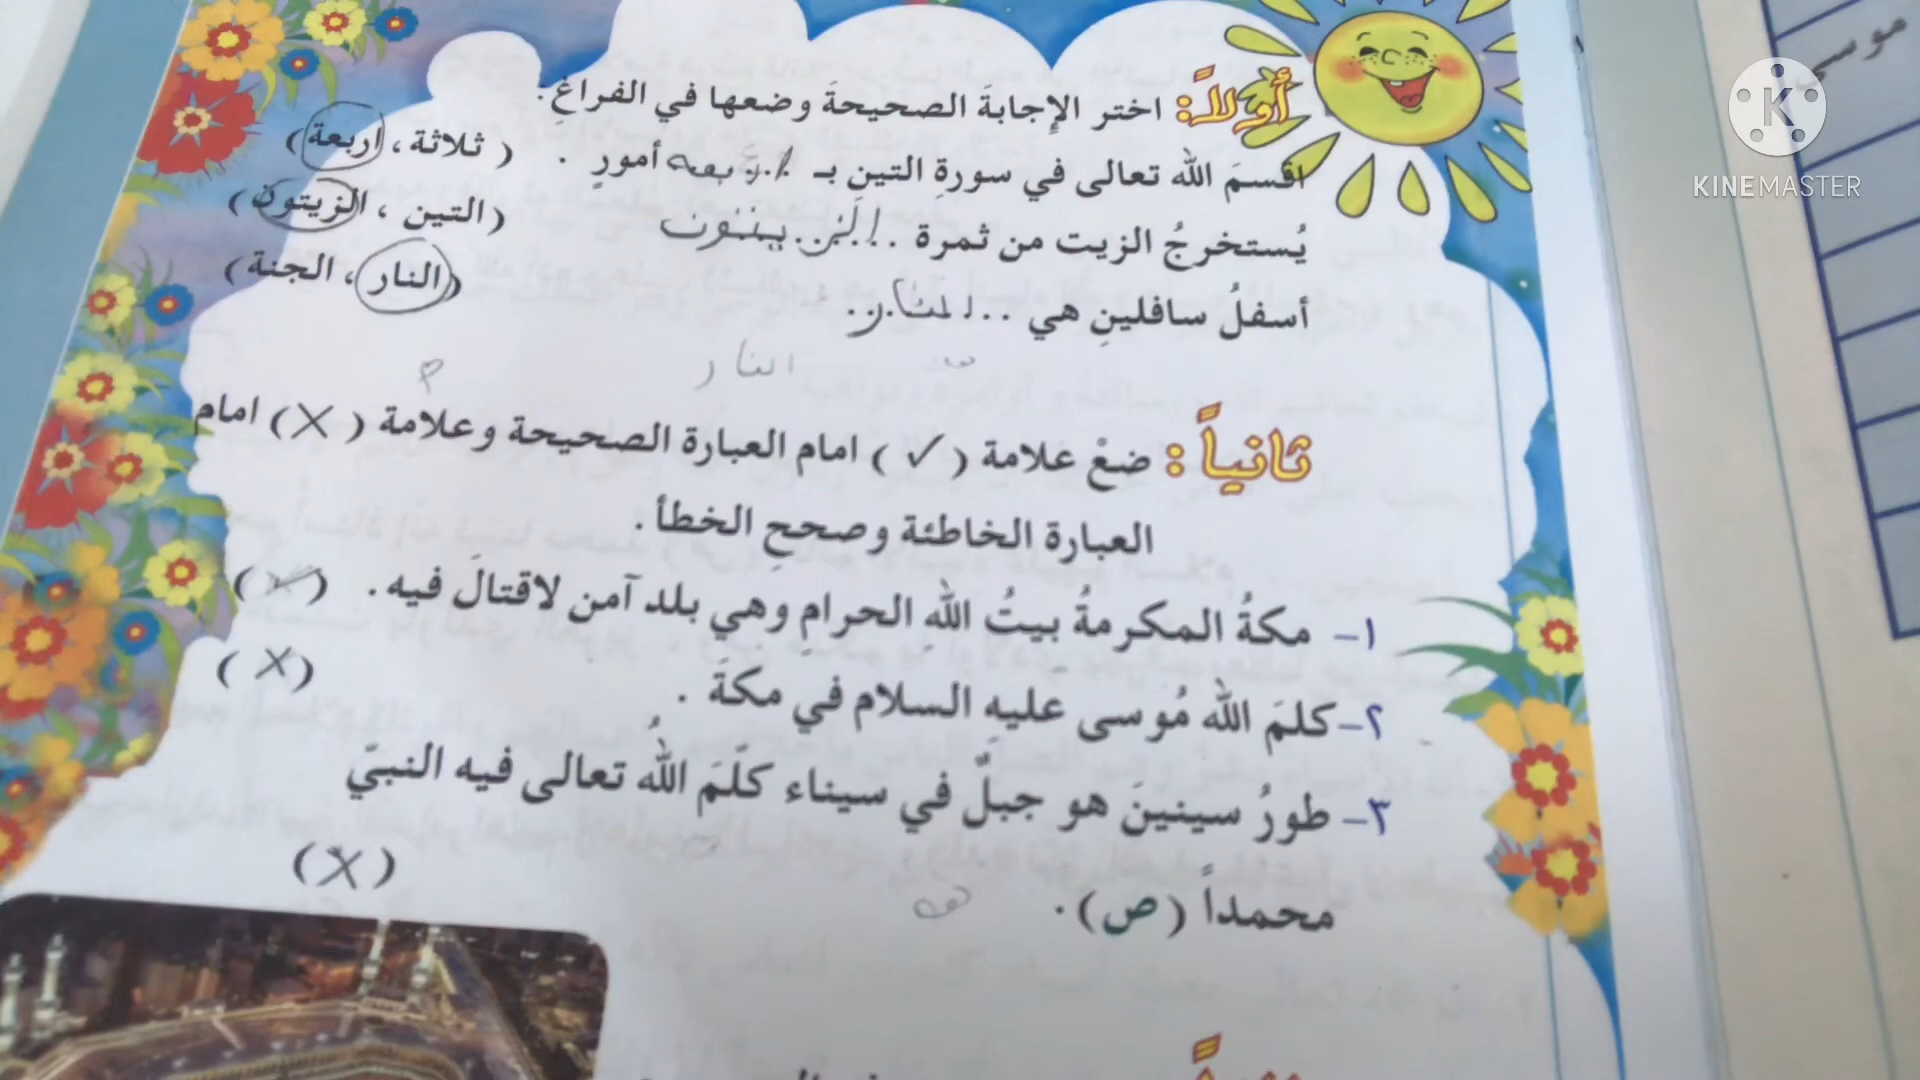 موسى
KINEMASTER
أولاً: اختر الإجابةَ الصحيحةَ وضعها في الفراغِ.
اقسمَ الله تعالى في سورةِ التينِ بـ اربعه أمورٍ . ( ثلاثة ، اربعة )
يُستخرجُ الزيت من ثمرة .. الزيتون (التين ، الزيتون )
أسفلُ سافلينِ هي .. النار.. (النار ، الجنة )
النار
ثانياً : ضعْ علامة ( ✓ ) امام العبارة الصحيحة وعلامة ( X ) امام
العبارة الخاطئة وصححِ الخطأ .
١- مكةُ المكرمةُ بيتُ اللهِ الحرامِ وهي بلد آمن لاقتالَ فيه . ( ✓ )
٢- كلمَ الله مُوسى عليهِ السلام في مكةَ . ( X )
٣- طورُ سينينَ هو جبلٌ في سيناء كلّمَ اللهُ تعالى فيه النبيّ
محمداً (ص) . ( X )